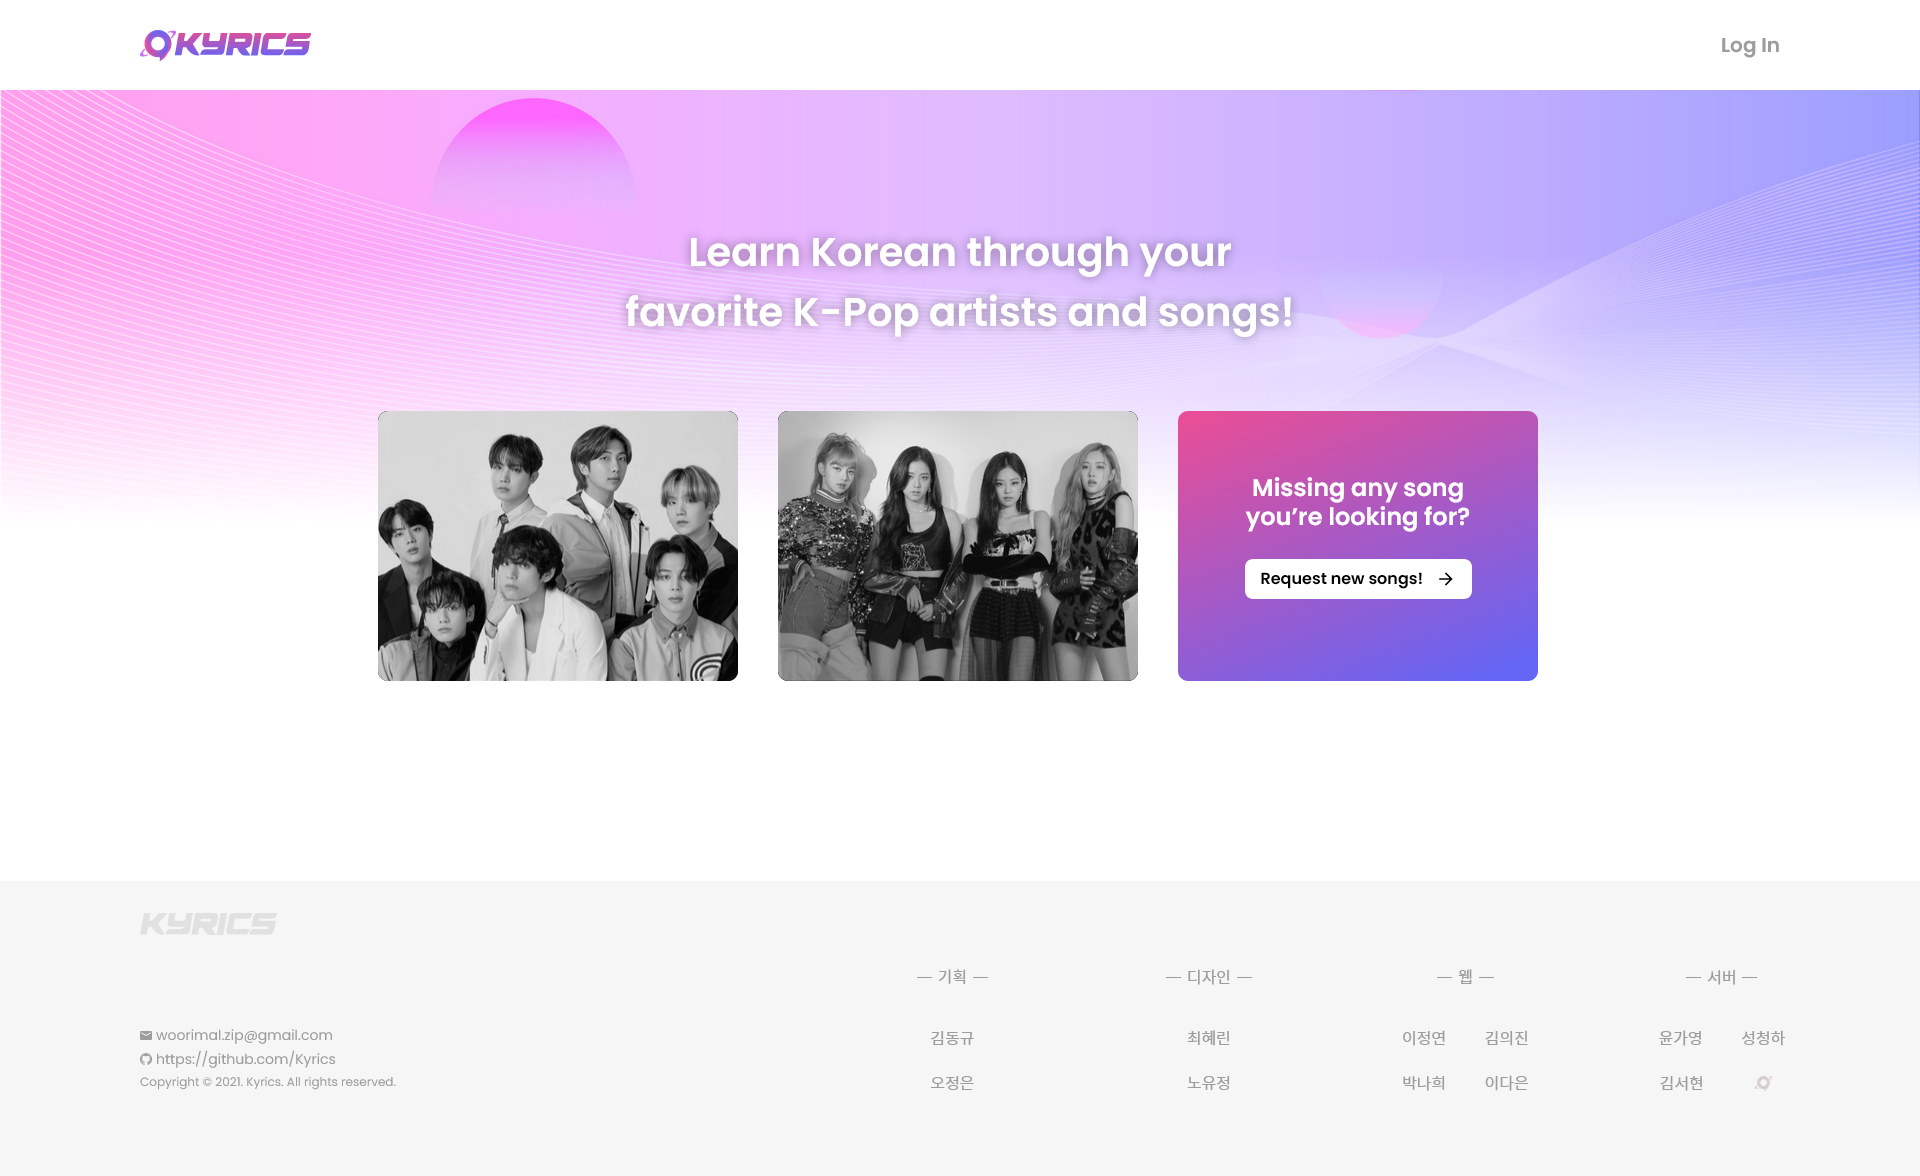 KYRICS
Log In
Learn Korean through your
favorite K-Pop artists and songs!
Missing any song
you’re looking for?
Request new songs!
KYRICS
— 기획 —
— 디자인 —
— 웹 —
— 서버 —
김동규
최혜린
이정연 김의진
윤가영 성청하
오정은
노유정
박나희 이다은
김서현
woorimal.zip@gmail.com
https://github.com/Kyrics
Copyright © 2021. Kyrics. All rights reserved.